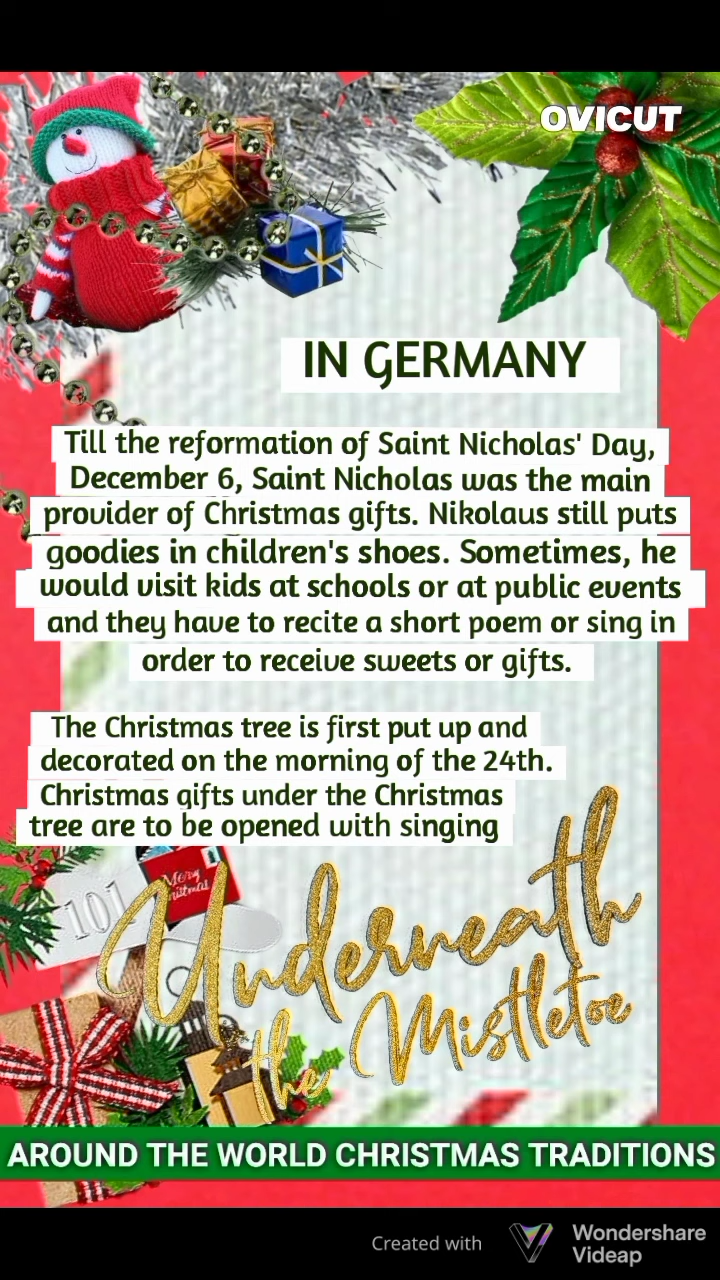 OVICUT
IN GERMANY
Till the reformation of Saint Nicholas' Day,
December 6, Saint Nicholas was the main
provider of Christmas gifts. Nikolaus still puts
goodies in children's shoes. Sometimes, he
would visit kids at schools or at public events
and they have to recite a short poem or sing in
order to receive sweets or gifts.
The Christmas tree is first put up and
decorated on the morning of the 24th.
Christmas gifts under the Christmas
tree are to be opened with singing
101
Merry
Christmas
Underneath
the Mistletoe
AROUND THE WORLD CHRISTMAS TRADITIONS
Created with
Wondershare
Videap